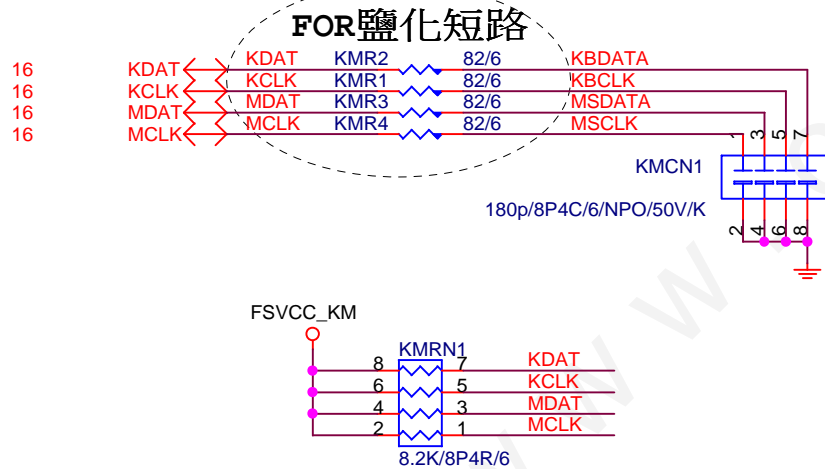 FOR鹽化短路
16 KDAT KDAT KMR2 82/6 KBDATA
16 KCLK KCLK KMR1 82/6 KBCLK
16 MDAT MDAT KMR3 82/6 MSDATA
16 MCLK MCLK KMR4 82/6 MSCLK
1 3 5 7
KMCN1
180p/8P4C/6/NPO/50V/K
2 4 6 8
FSVCC_KM
KMRN1
8 7 KDAT
6 5 KCLK
4 3 MDAT
2 1 MCLK
8.2K/8P4R/6
w w